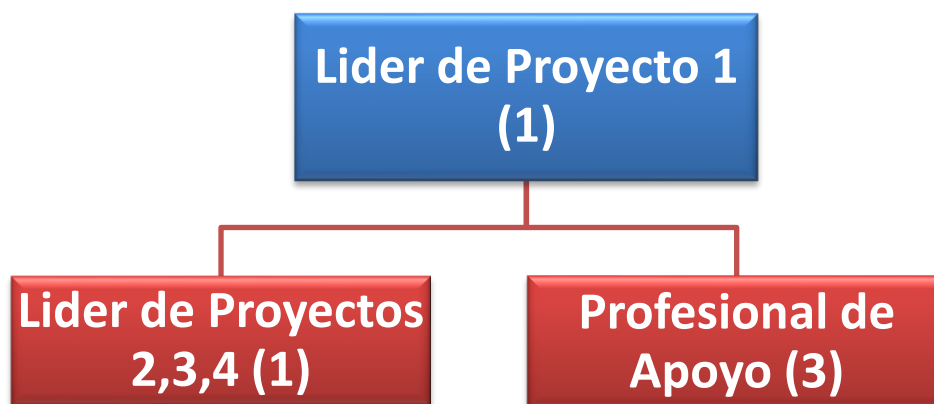 Lider de Proyecto 1
(1)
Lider de Proyectos
2,3,4 (1)
Profesional de
Apoyo (3)